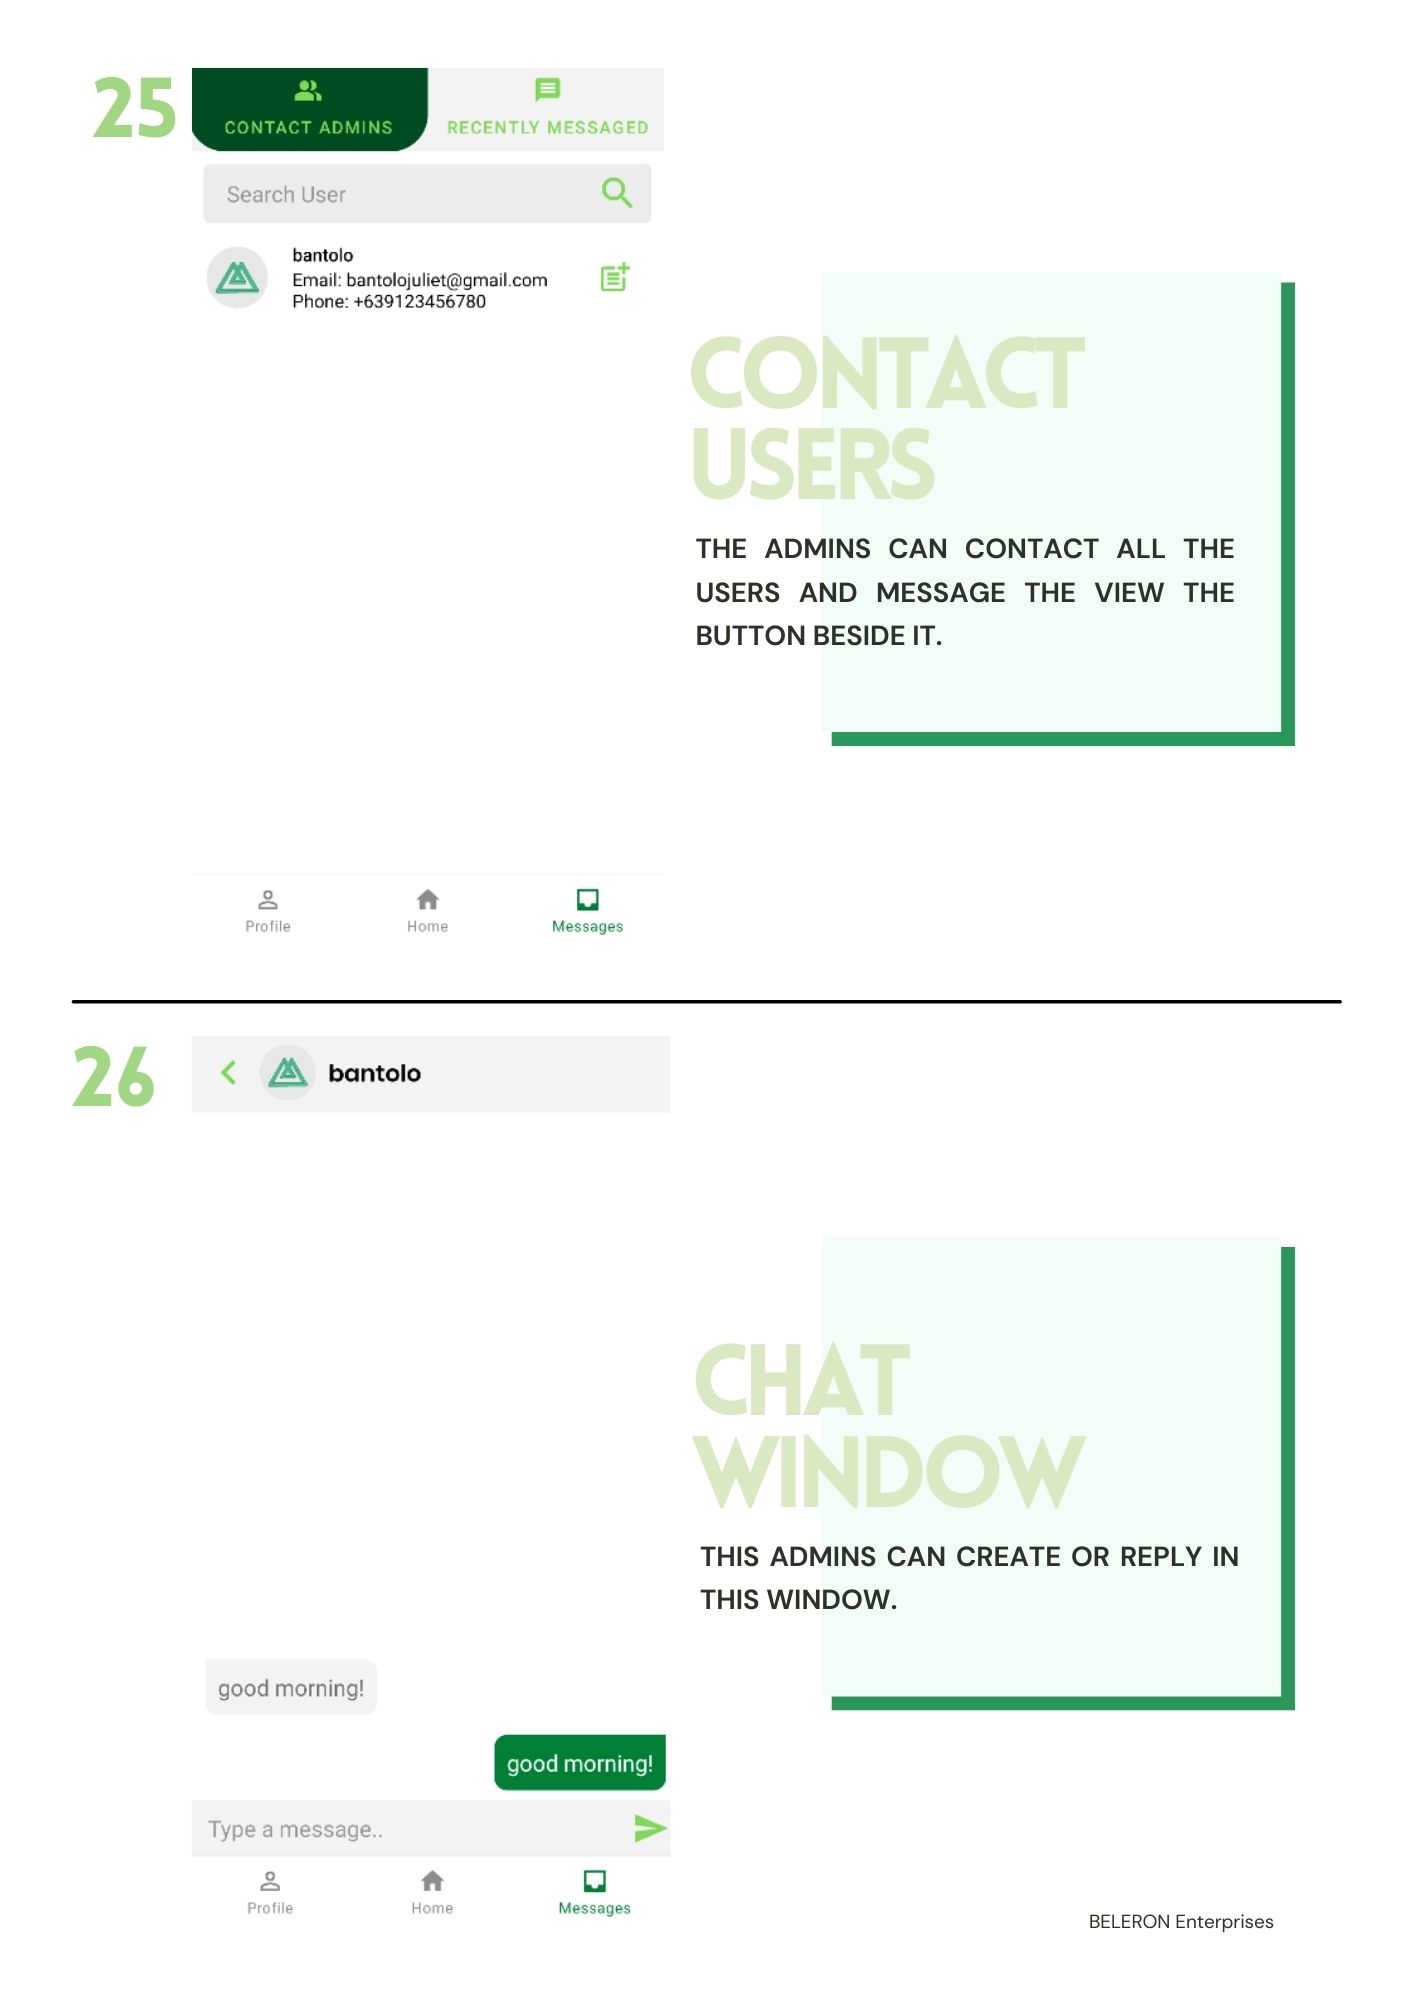 25
CONTACT ADMINS
RECENTLY MESSAGED
Search User
bantolo
Email: bantolojuliet@gmail.com
Phone: +639123456780
CONTACT
USERS
THE ADMINS CAN CONTACT ALL THE
USERS AND MESSAGE THE VIEW THE
BUTTON BESIDE IT.
Profile
Home
Messages
26
bantolo
CHAT
WINDOW
THIS ADMINS CAN CREATE OR REPLY IN
THIS WINDOW.
good morning!
good morning!
Type a message..
Profile
Home
Messages
BELERON Enterprises